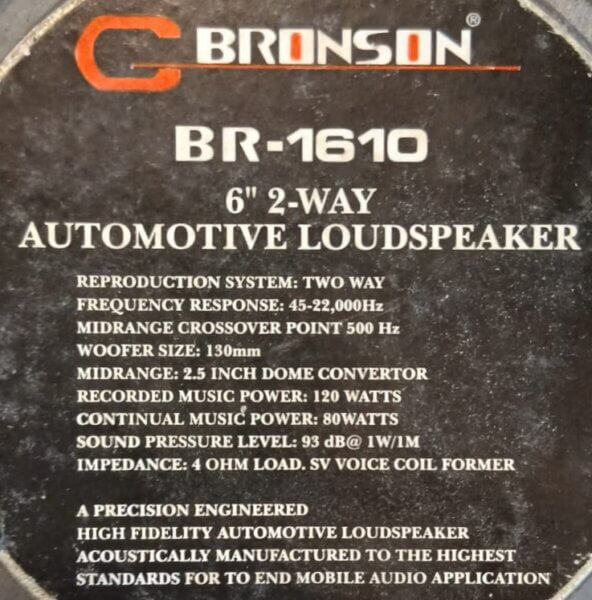 BRONSON®
BR-1610
6" 2-WAY
AUTOMOTIVE LOUDSPEAKER
REPRODUCTION SYSTEM: TWO WAY
FREQUENCY RESPONSE: 45-22,000Hz
MIDRANGE CROSSOVER POINT 500 Hz
WOOFER SIZE: 130mm
MIDRANGE: 2.5 INCH DOME CONVERTOR
RECORDED MUSIC POWER: 120 WATTS
CONTINUAL MUSIC POWER: 80WATTS
SOUND PRESSURE LEVEL: 93 dB@ 1W/1M
IMPEDANCE: 4 OHM LOAD. SV VOICE COIL FORMER
A PRECISION ENGINEERED
HIGH FIDELITY AUTOMOTIVE LOUDSPEAKER
ACOUSTICALLY MANUFACTURED TO THE HIGHEST
STANDARDS FOR TO END MOBILE AUDIO APPLICATION